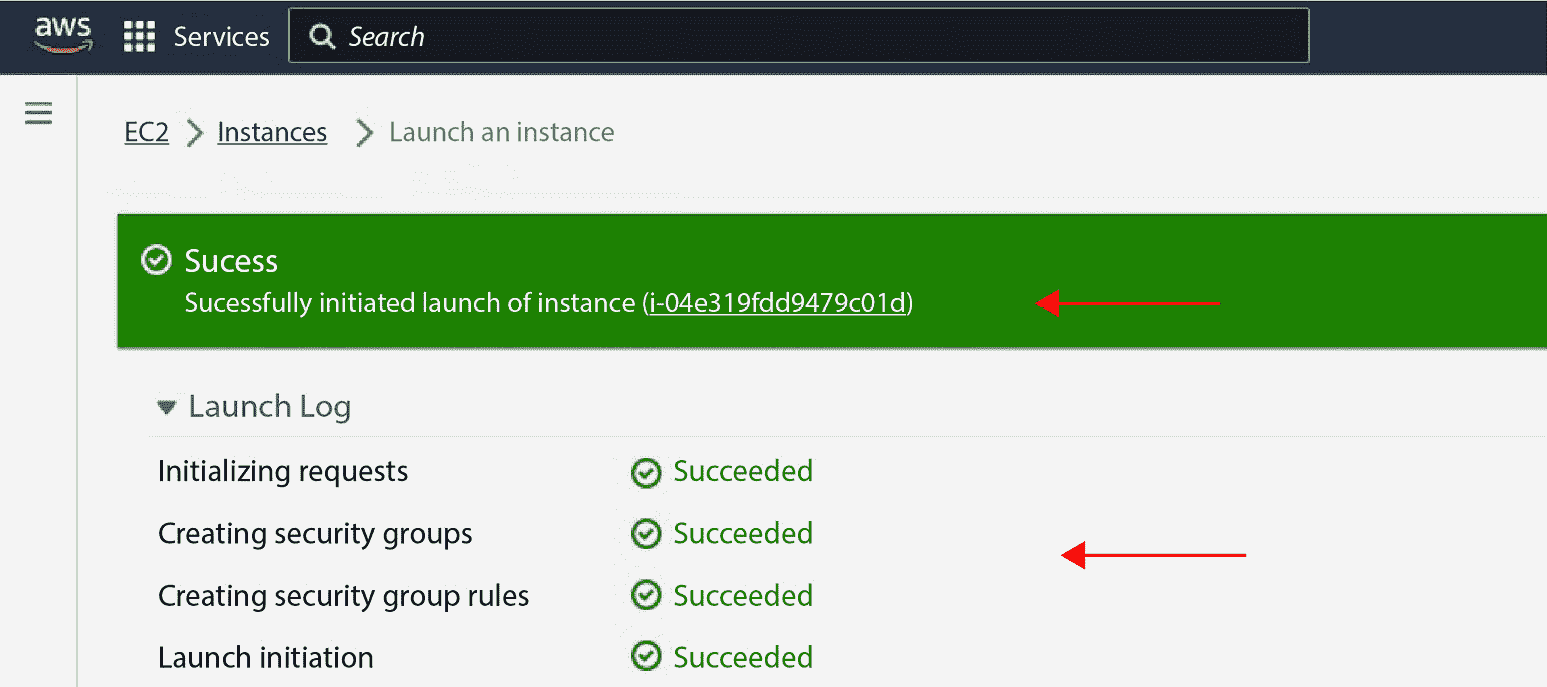 aws Services Search
EC2 Instances Launch an instance
Sucess
Sucessfully initiated launch of instance (i-04e319fdd9479c01d)
Launch Log
Initializing requests Succeeded
Creating security groups Succeeded
Creating security group rules Succeeded
Launch initiation Succeeded